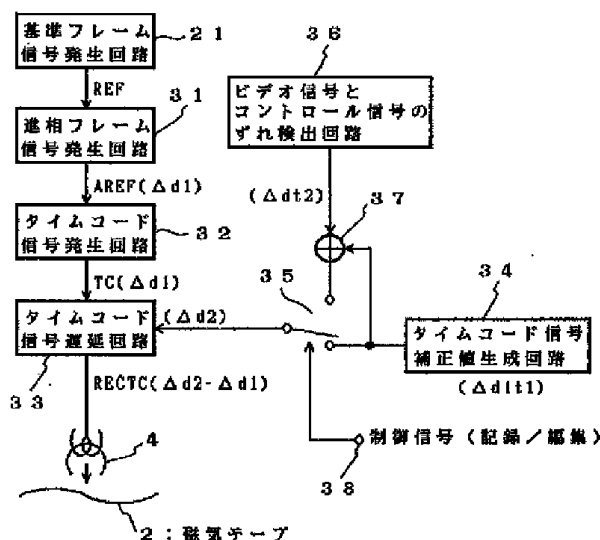 基準フレーム
信号発生回路
21
REF
進相フレーム
信号発生回路
31
AREF(Δd1)
タイムコード
信号発生回路
32
TC(Δd1)
タイムコード
信号遅延回路
33
(Δd2)
RECTC(Δd2-Δd1)
4
2:磁気テープ
36
ビデオ信号と
コントロール信号の
ずれ検出回路
(Δdt2)
37
35
34
タイムコード信号
補正値生成回路
(Δdlt1)
制御信号(記録/編集)
38